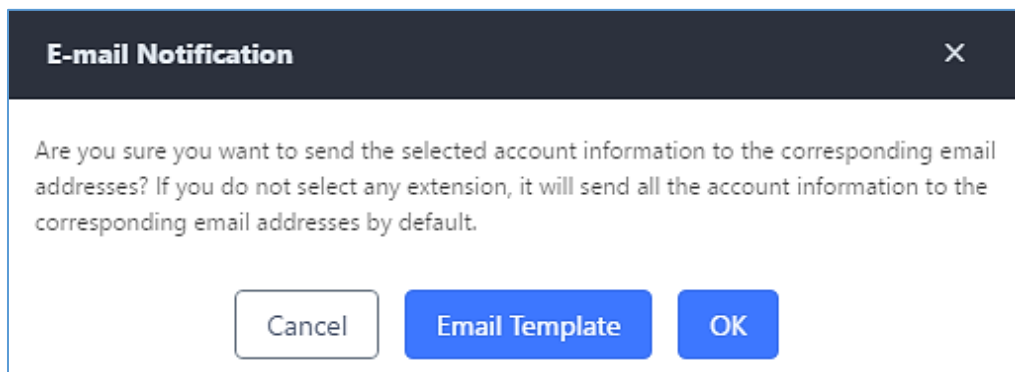 E-mail Notification
Are you sure you want to send the selected account information to the corresponding email
addresses? If you do not select any extension, it will send all the account information to the
corresponding email addresses by default.
Cancel Email Template OK